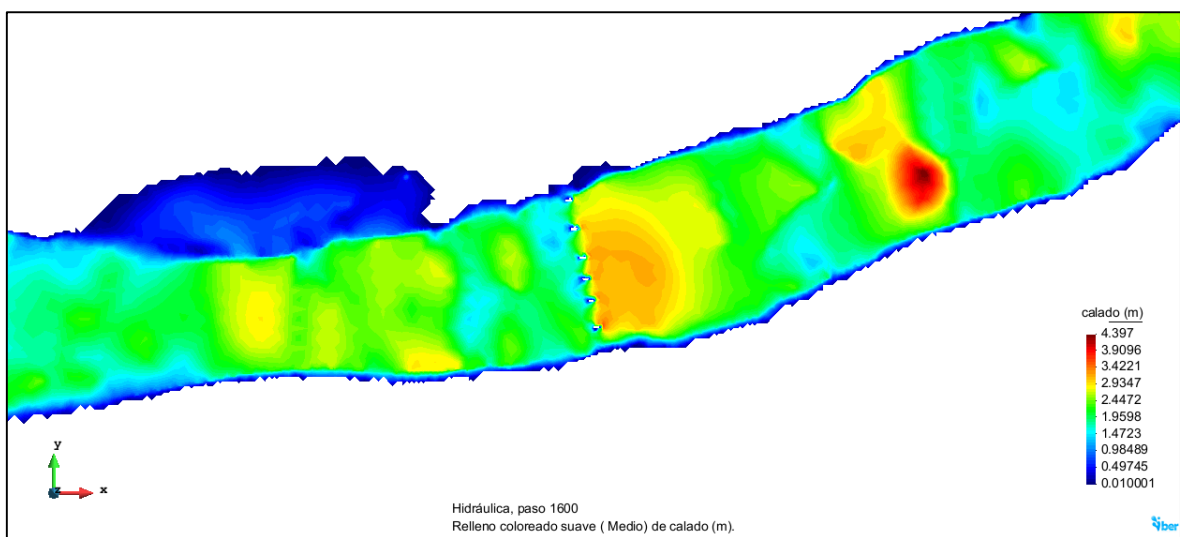 calado (m)
4.397
3.9096
3.4221
2.9347
2.4472
1.9598
1.4723
0.98489
0.49745
0.010001
y
z
x
Hidráulica, paso 1600
Relleno coloreado suave ( Medio) de calado (m).
iber